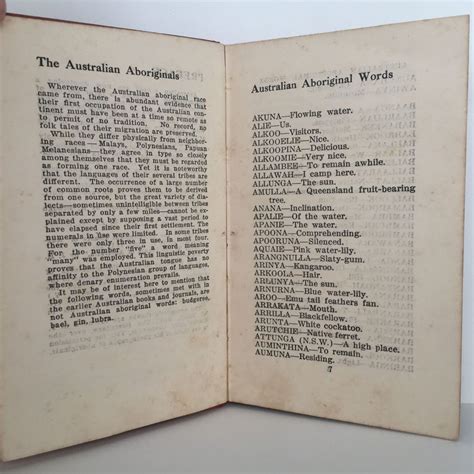 The Australian Aboriginals
Wherever the Australian aboriginal race
came from, there is abundant evidence that
their first occupation of the Australian conti-
nent must have been at a time so remote as
to permit of no tradition. No record, no
folk tales of their migration are preserved.
While they differ physically from neighbor-
ing races—Malays, Polynesians, Papuan
Melanesians—they agree in type so closely
among themselves that they must be regarded
as forming one race. Yet it is noteworthy
that the languages of their several tribes are
different. The occurrence of a large number
of common roots proves them to be derived
from one source, but the great variety of dia-
lects—sometimes unintelligible between tribes
separated by only a few miles—cannot be ex-
plained except by supposing a vast period to
have elapsed since their first settlement. The
numerals in use were limited. In some tribes
there were only three in use, in most four.
For the number "five" a word meaning
"many" was employed. This linguistic poverty
proves that the Australian tongue has no
affinity to the Polynesian group of languages,
where denary enumeration prevails.
It may be of interest here to mention that
the following words, sometimes met with in
the earlier Australian books and journals, are
not Australian aboriginal words: budgeroo,
bael, gin, lubra.
Australian Aboriginal Words
AKUNA—Flowing water.
ALIE—Us.
ALKOOELIE—Nice.
ALKOOPINA—Delicious.
ALKOOMIE—Very nice.
ALLAMBEE—To remain awhile.
ALLAWAH—I camp here.
ALLUNGA—The sun.
AMULLA—A Queensland fruit-bearing
tree.
ANANA—Inclination.
APALIE—Of the water.
APANIE—Of the water.
APOONA—Comprehending.
APOORUNA—Silenced.
AQUAIE—Pink water-lily.
ARANGNULLA—Slaty-gum.
ARINYA—Kangaroo.
ARKOOLA—Hair.
ARLUNYA—The sun.
ARNURNA—Blue water-lily.
AROO—Emu tail feathers fan.
ARRAKATA—Mouth.
ARRILLA—Blackfellow.
ARUNTA—White cockatoo.
ARUTCHIE—Native ferret.
ATTUNGA (N.S.W.)—A high place.
AUMINTHINA—To remain.
AUMUNA—Residing.
7